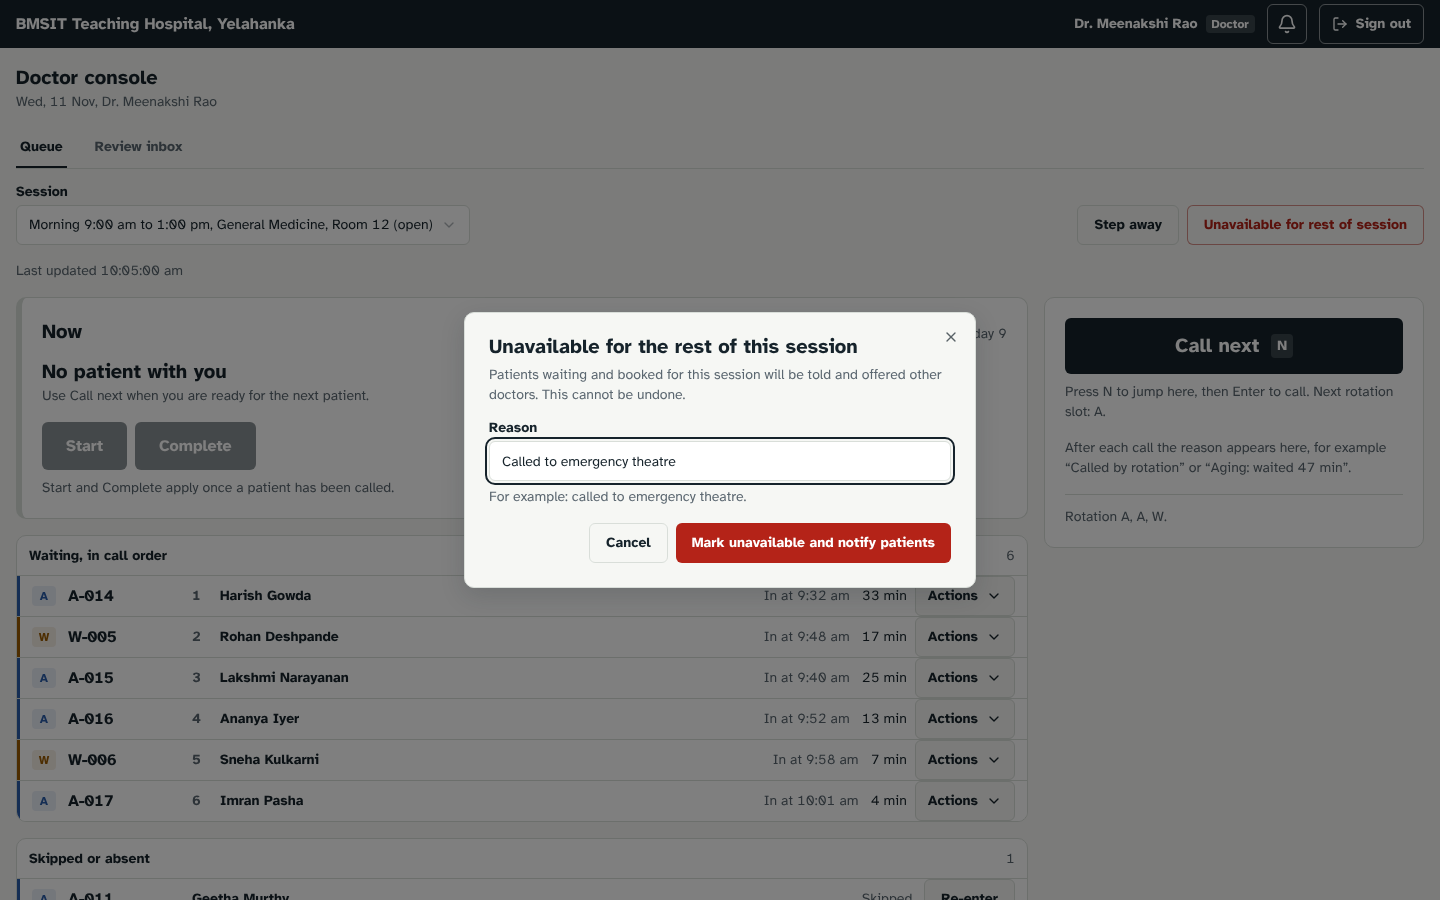 BMSIT Teaching Hospital, Yelahanka
Dr. Meenakshi Rao Doctor Sign out
Doctor console
Wed, 11 Nov, Dr. Meenakshi Rao
Queue Review inbox
Session
Morning 9:00 am to 1:00 pm, General Medicine, Room 12 (open)
Step away Unavailable for rest of session
Last updated 10:05:00 am
Now
day 9
No patient with you
Use Call next when you are ready for the next patient.
Start Complete
Start and Complete apply once a patient has been called.
Call next N
Press N to jump here, then Enter to call. Next rotation
slot: A.
After each call the reason appears here, for example
“Called by rotation” or “Aging: waited 47 min”.
Rotation A, A, W.
Unavailable for the rest of this session
Patients waiting and booked for this session will be told and offered other
doctors. This cannot be undone.
Reason
Called to emergency theatre
For example: called to emergency theatre.
Cancel Mark unavailable and notify patients
Waiting, in call order 6
A A-014 1 Harish Gowda In at 9:32 am 33 min Actions
W W-005 2 Rohan Deshpande In at 9:48 am 17 min Actions
A A-015 3 Lakshmi Narayanan In at 9:40 am 25 min Actions
A A-016 4 Ananya Iyer In at 9:52 am 13 min Actions
W W-006 5 Sneha Kulkarni In at 9:58 am 7 min Actions
A A-017 6 Imran Pasha In at 10:01 am 4 min Actions
Skipped or absent 1
A A-011 Geetha Murthy Skipped Re-enter